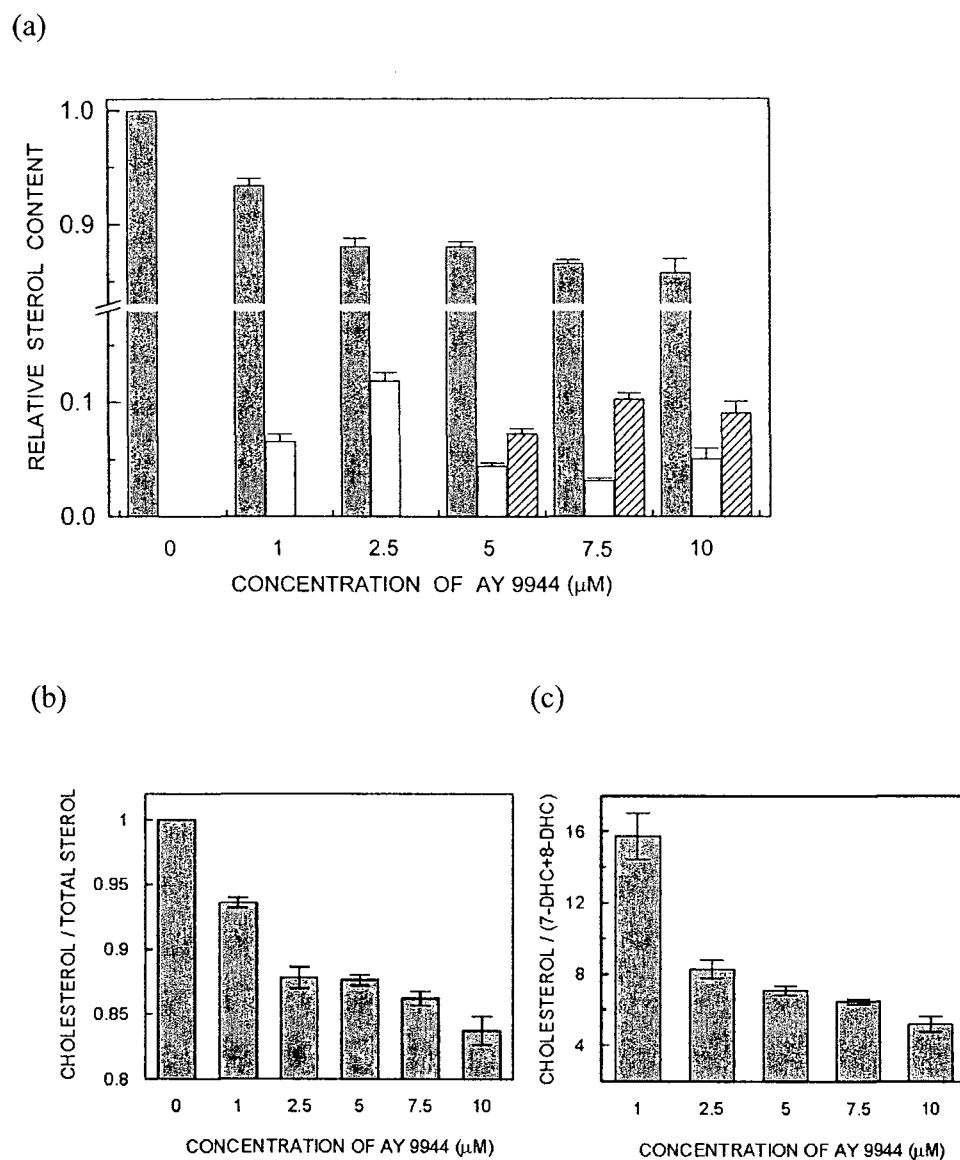 (a)
RELATIVE STEROL CONTENT
1.0
0.9
0.1
0.0
0 1 2.5 5 7.5 10
CONCENTRATION OF AY 9944 (μM)
(b)
CHOLESTEROL / TOTAL STEROL
1
0.95
0.9
0.85
0.8
0 1 2.5 5 7.5 10
CONCENTRATION OF AY 9944 (μM)
(c)
CHOLESTEROL / (7-DHC+8-DHC)
16
12
8
4
1 2.5 5 7.5 10
CONCENTRATION OF AY 9944 (μM)